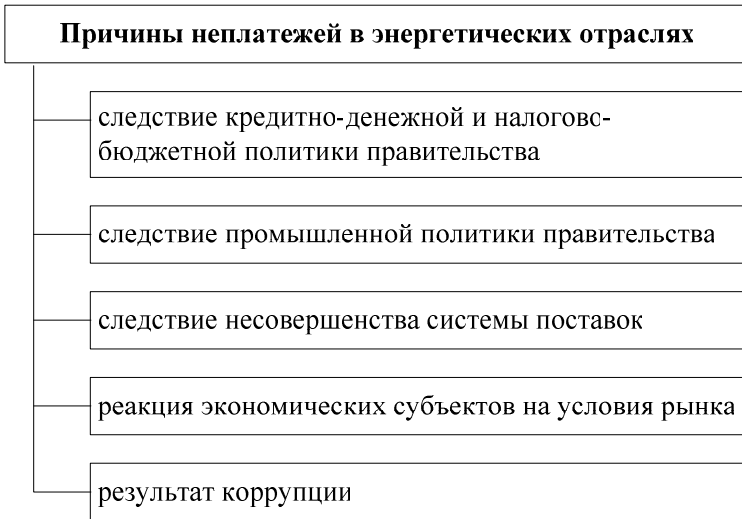 Причины неплатежей в энергетических отраслях
следствие кредитно-денежной и налогово-
бюджетной политики правительства
следствие промышленной политики правительства
следствие несовершенства системы поставок
реакция экономических субъектов на условия рынка
результат коррупции